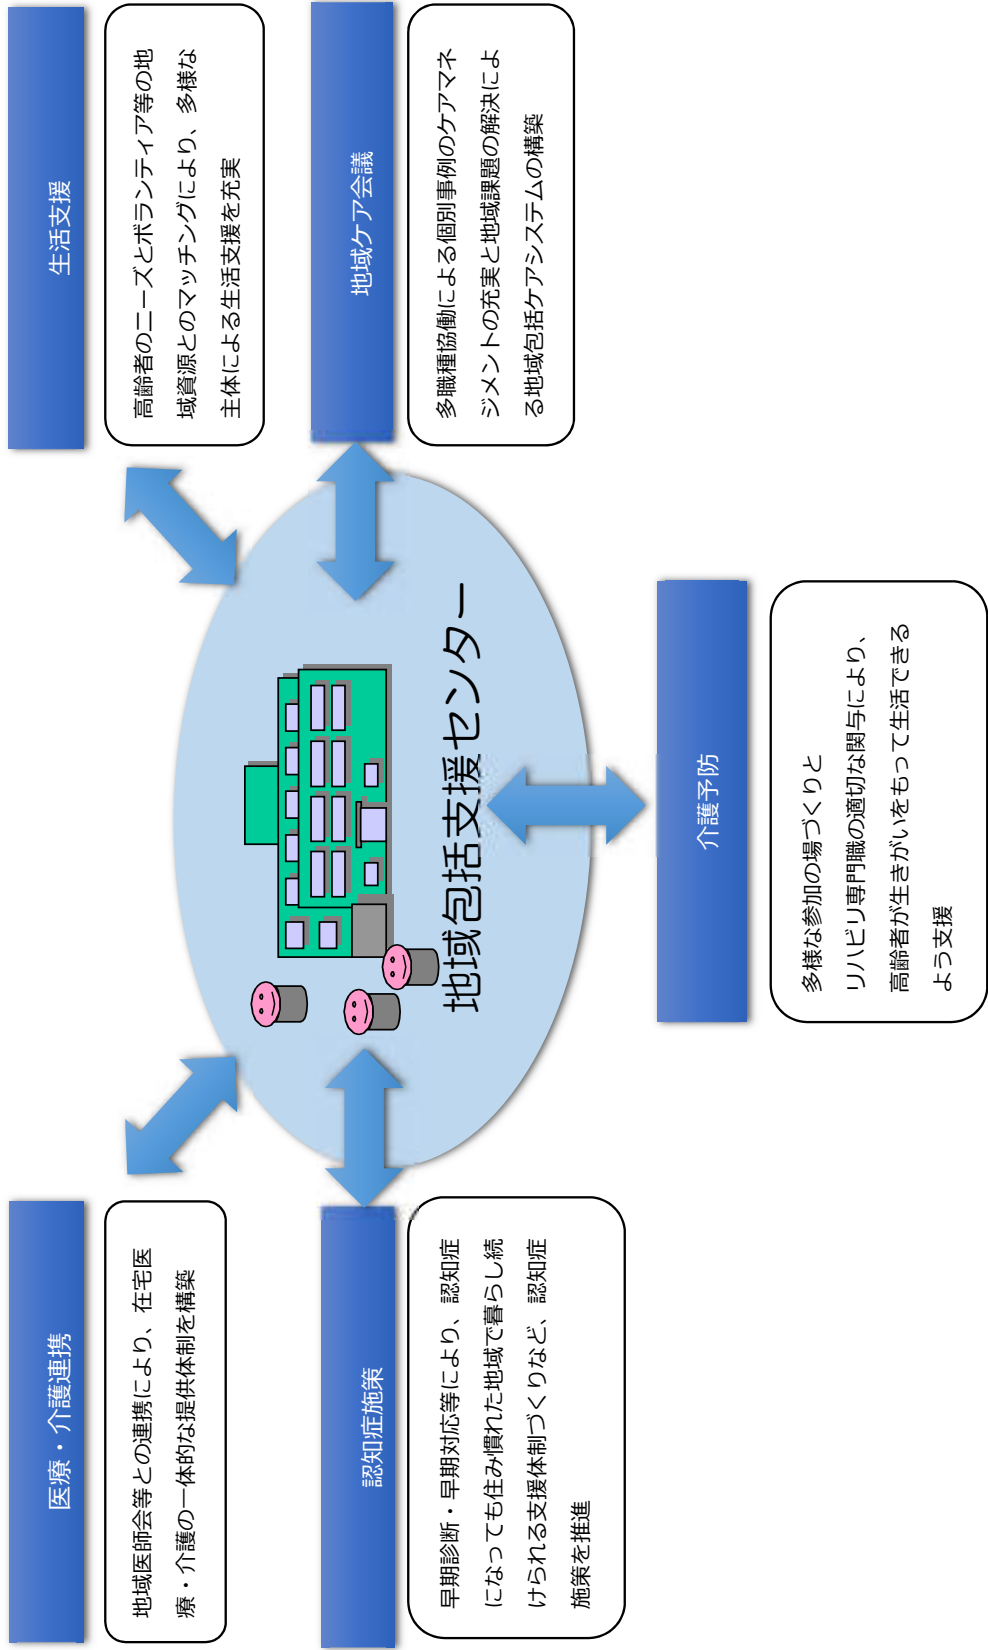 医療・介護連携
地域医師会等との連携により、在宅医
療・介護の一体的な提供体制を構築
生活支援
高齢者のニーズとボランティア等の地
域資源とのマッチングにより、多様な
主体による生活支援を充実
認知症施策
早期診断・早期対応等により、認知症
になっても住み慣れた地域で暮らし続
けられる支援体制づくりなど、認知症
施策を推進
地域包括支援センター
地域ケア会議
多職種協働による個別事例のケアマネ
ジメントの充実と地域課題の解決によ
る地域包括ケアシステムの構築
介護予防
多様な参加の場づくりと
リハビリ専門職の適切な関与により、
高齢者が生きがいをもって生活できる
よう支援